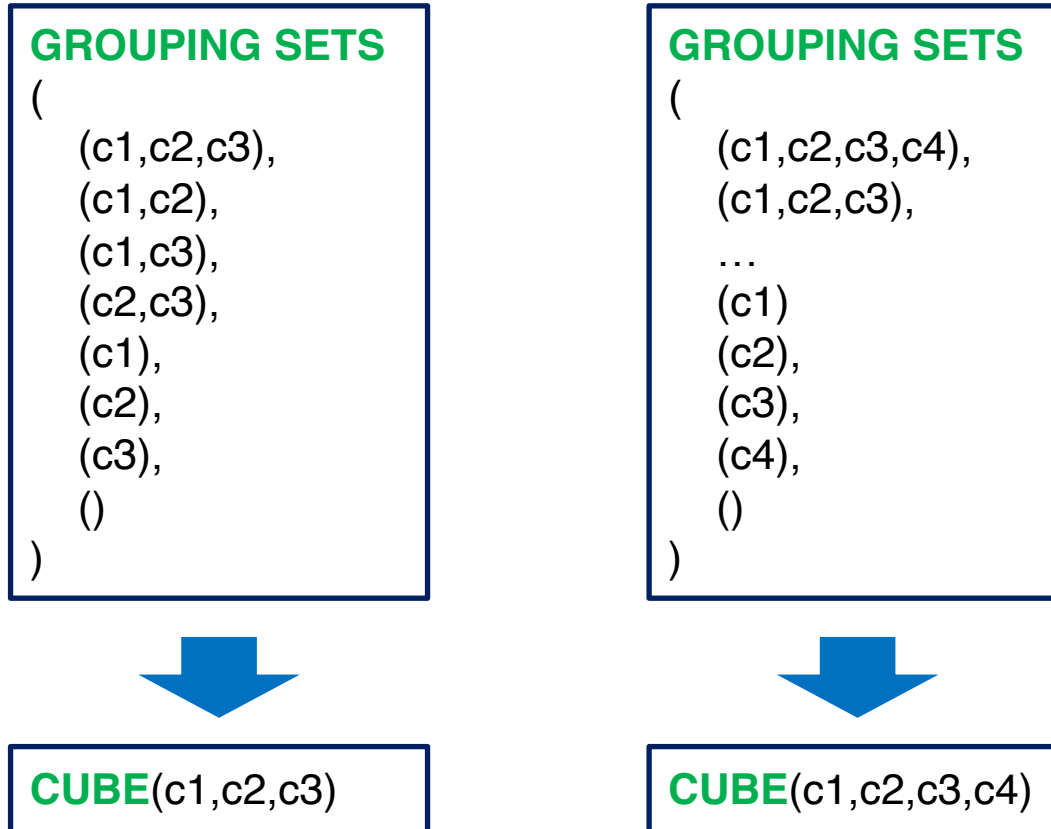 GROUPING SETS
(
(c1,c2,c3),
(c1,c2),
(c1,c3),
(c2,c3),
(c1),
(c2),
(c3),
()
)
CUBE(c1,c2,c3)
GROUPING SETS
(
(c1,c2,c3,c4),
(c1,c2,c3),
…
(c1)
(c2),
(c3),
(c4),
()
)
CUBE(c1,c2,c3,c4)